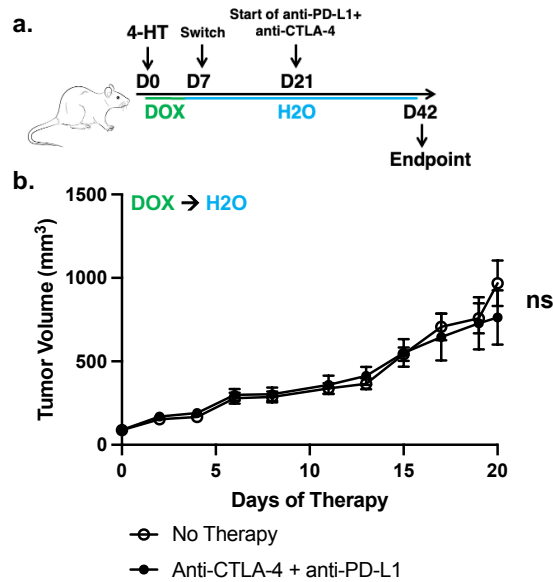 a.
4-HT
Switch
Start of anti-PD-L1+
anti-CTLA-4
D0
D7
D21
DOX
H2O
D42
Endpoint
b.
DOX → H2O
Tumor Volume (mm³)
1500
1000
500
0
0
5
10
15
20
ns
Days of Therapy
No Therapy
Anti-CTLA-4 + anti-PD-L1